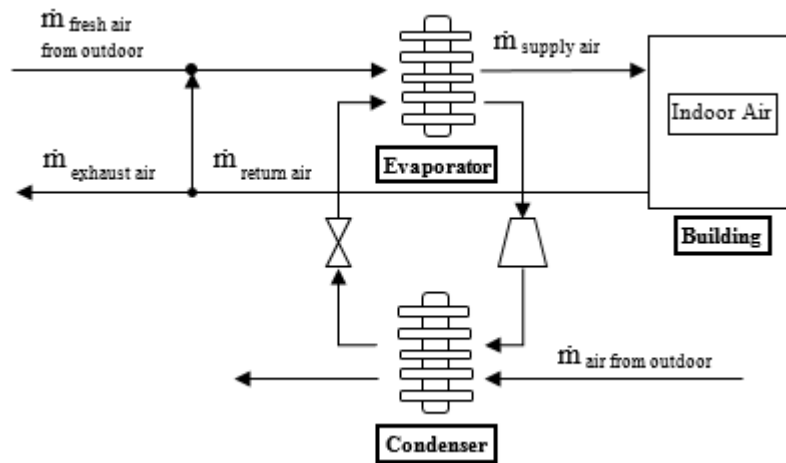 ṁ fresh air
from outdoor
ṁ supply air
Indoor Air
Evaporator
ṁ exhaust air
ṁ return air
Building
ṁ air from outdoor
Condenser